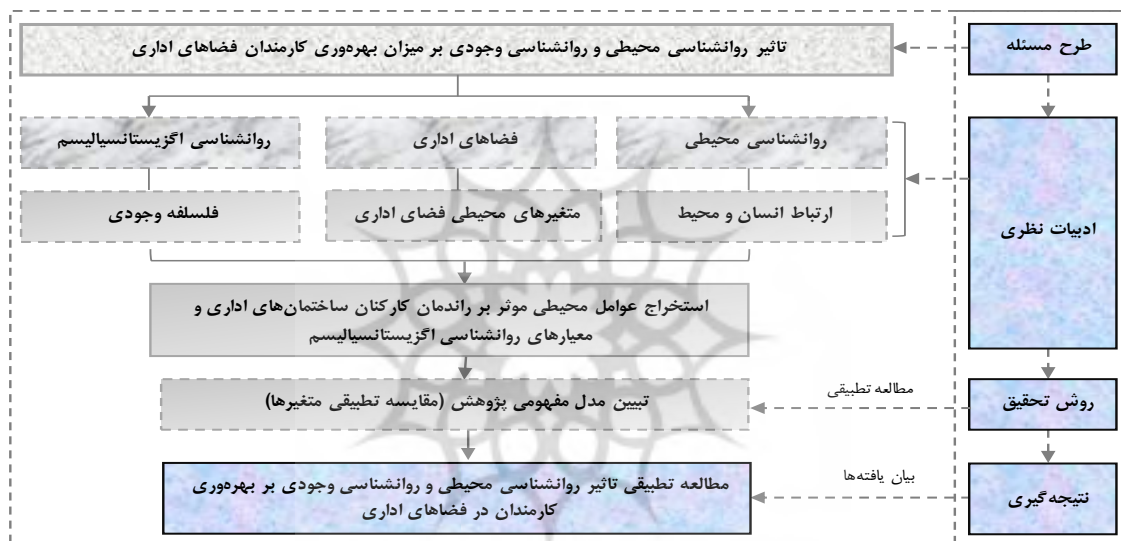 طرح مسئله
تاثیر روانشناسی محیطی و روانشناسی وجودی بر میزان بهره‌وری کارمندان فضاهای اداری
روانشناسی محیطی
فضاهای اداری
روانشناسی اگزیستانسیالیسم
ارتباط انسان و محیط
متغیرهای محیطی فضای اداری
فلسفه وجودی
ادبیات نظری
استخراج عوامل محیطی موثر بر راندمان کارکنان ساختمان‌های اداری و
معیارهای روانشناسی اگزیستانسیالیسم
روش تحقیق
مطالعه تطبیقی
تبیین مدل مفهومی پژوهش (مقایسه تطبیقی متغیرها)
نتیجه‌گیری
بیان یافته‌ها
مطالعه تطبیقی تاثیر روانشناسی محیطی و روانشناسی وجودی بر بهره‌وری
کارمندان در فضاهای اداری